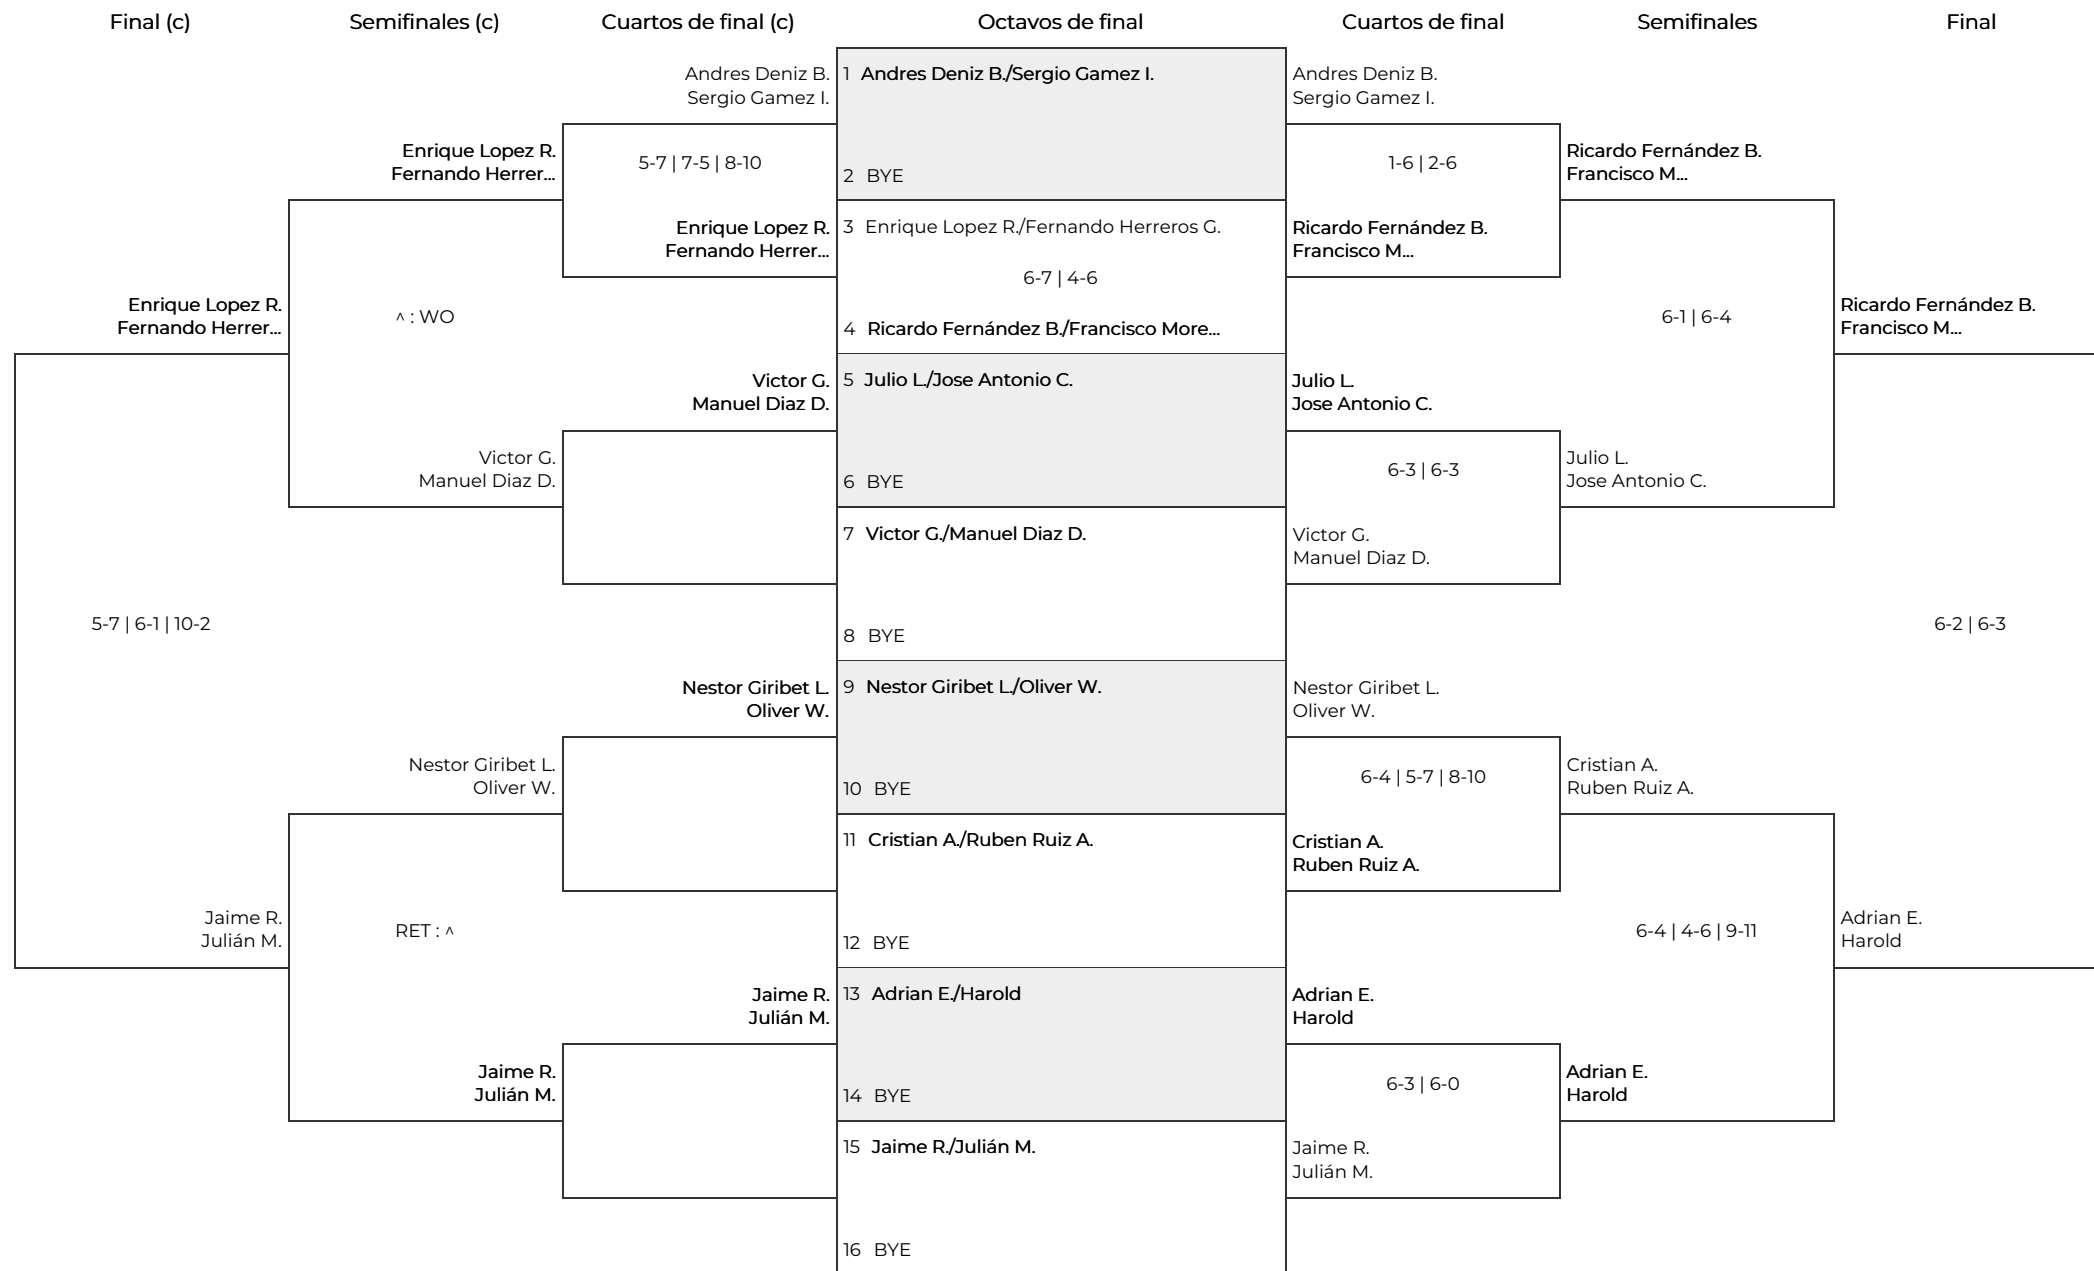 Final (c)
Semifinales (c)
Cuartos de final (c)
Octavos de final
Cuartos de final
Semifinales
Final
Enrique Lopez R.
Fernando Herrer...
5-7 | 6-1 | 10-2
Jaime R.
Julián M.
Enrique Lopez R.
Fernando Herrer...
^ : WO
Victor G.
Manuel Diaz D.
Nestor Giribet L.
Oliver W.
RET : ^
Jaime R.
Julián M.
Andres Deniz B.
Sergio Gamez I.
5-7 | 7-5 | 8-10
Enrique Lopez R.
Fernando Herrer...
Victor G.
Manuel Diaz D.
Nestor Giribet L.
Oliver W.
Jaime R.
Julián M.
1 Andres Deniz B./Sergio Gamez I.
2 BYE
3 Enrique Lopez R./Fernando Herreros G.
6-7 | 4-6
4 Ricardo Fernández B./Francisco More...
5 Julio L./Jose Antonio C.
6 BYE
7 Victor G./Manuel Diaz D.
8 BYE
9 Nestor Giribet L./Oliver W.
10 BYE
11 Cristian A./Ruben Ruiz A.
12 BYE
13 Adrian E./Harold
14 BYE
15 Jaime R./Julián M.
16 BYE
Andres Deniz B.
Sergio Gamez I.
1-6 | 2-6
Ricardo Fernández B.
Francisco M...
Julio L.
Jose Antonio C.
6-3 | 6-3
Victor G.
Manuel Diaz D.
Nestor Giribet L.
Oliver W.
6-4 | 5-7 | 8-10
Cristian A.
Ruben Ruiz A.
Adrian E.
Harold
6-3 | 6-0
Jaime R.
Julián M.
Ricardo Fernández B.
Francisco M...
6-1 | 6-4
Julio L.
Jose Antonio C.
Cristian A.
Ruben Ruiz A.
6-4 | 4-6 | 9-11
Adrian E.
Harold
Ricardo Fernández B.
Francisco M...
6-2 | 6-3
Adrian E.
Harold